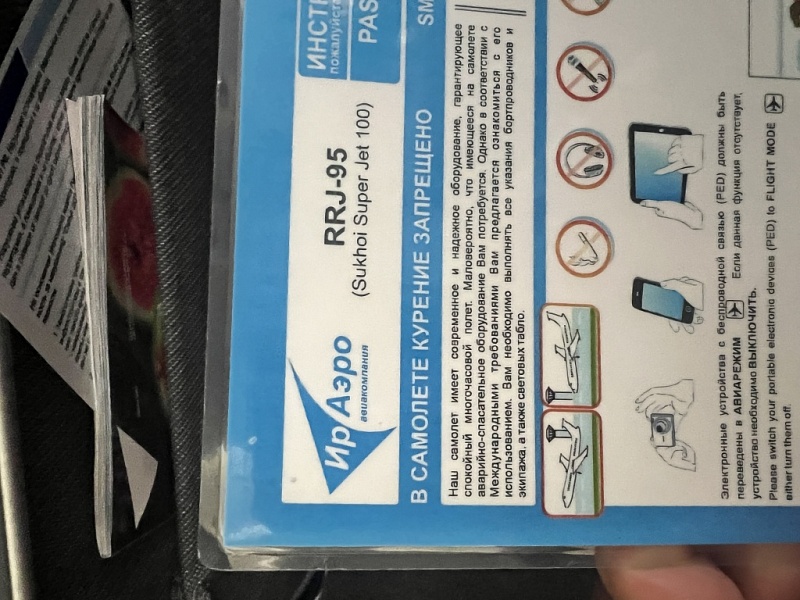 ИрАэро
авиакомпания
RRJ-95
(Sukhoi Super Jet 100)
ИНСТР
пожалуйст
PAS
В САМОЛЕТЕ КУРЕНИЕ ЗАПРЕЩЕНО
SM
Наш самолет имеет современное и надежное оборудование, гарантирующее
спокойный многочасовой полет. Маловероятно, что имеющееся на самолете
аварийно-спасательное оборудование Вам потребуется. Однако в соответствии с
Международными требованиями Вам предлагается ознакомиться с его
использованием. Вам необходимо выполнять все указания бортпроводников и
экипажа, а также световых табло.
Электронные устройства с беспроводной связью (PED) должны быть
переведены в АВИАРЕЖИМ Если данная функция отсутствует,
устройство необходимо ВЫКЛЮЧИТЬ.
Please switch your portable electronic devices (PED) to FLIGHT MODE
either turn them off.